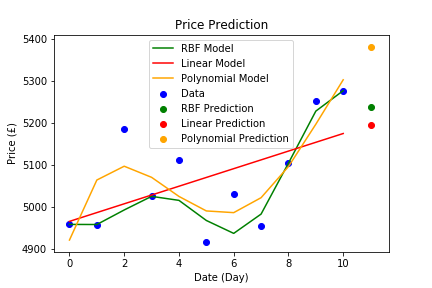 Price Prediction
5400
5300
5200
5100
5000
4900
Price (£)
RBF Model
Linear Model
Polynomial Model
Data
RBF Prediction
Linear Prediction
Polynomial Prediction
0 2 4 6 8 10
Date (Day)